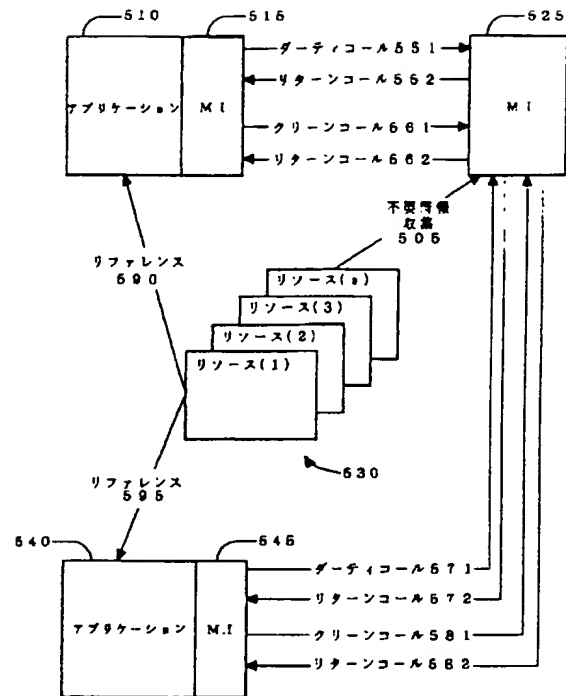 510
515
525
アプリケーション
MI
ダーティコール551
リターンコール552
クリーンコール561
リターンコール562
MI
不要情報
収集
505
リファレンス
590
リソース(n)
リソース(3)
リソース(2)
リソース(1)
530
リファレンス
595
540
545
アプリケーション
M.I
ダーティコール571
リターンコール572
クリーンコール581
リターンコール582